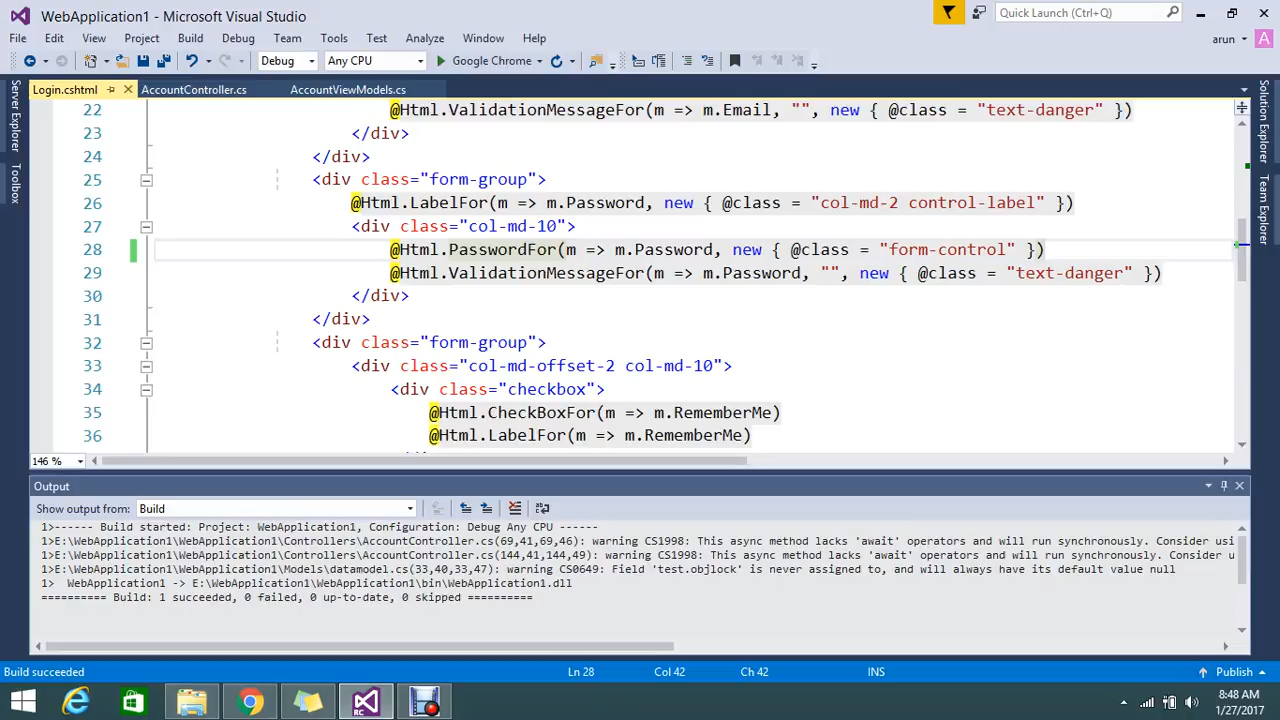 WebApplication1 - Microsoft Visual Studio
Quick Launch (Ctrl+Q)
File Edit View Project Build Debug Team Tools Test Analyze Window Help
arun A
Debug Any CPU Google Chrome
Login.cshtml AccountController.cs AccountViewModels.cs
Server Explorer
Toolbox
Solution Explorer
Team Explorer
22 @Html.ValidationMessageFor(m => m.Email, "", new { @class = "text-danger" })
23 </div>
24 </div>
25 <div class="form-group">
26 @Html.LabelFor(m => m.Password, new { @class = "col-md-2 control-label" })
27 <div class="col-md-10">
28 @Html.PasswordFor(m => m.Password, new { @class = "form-control" })
29 @Html.ValidationMessageFor(m => m.Password, "", new { @class = "text-danger" })
30 </div>
31 </div>
32 <div class="form-group">
33 <div class="col-md-offset-2 col-md-10">
34 <div class="checkbox">
35 @Html.CheckBoxFor(m => m.RememberMe)
36 @Html.LabelFor(m => m.RememberMe)
146 %
Output
Show output from: Build
1>------ Build started: Project: WebApplication1, Configuration: Debug Any CPU ------
1>E:\WebApplication1\WebApplication1\Controllers\AccountController.cs(69,41,69,46): warning CS1998: This async method lacks 'await' operators and will run synchronously. Consider usi
1>E:\WebApplication1\WebApplication1\Controllers\AccountController.cs(144,41,144,49): warning CS1998: This async method lacks 'await' operators and will run synchronously. Consider u
1>E:\WebApplication1\WebApplication1\Models\datamodel.cs(33,40,33,47): warning CS0649: Field 'test.objlock' is never assigned to, and will always have its default value null
1> WebApplication1 -> E:\WebApplication1\WebApplication1\bin\WebApplication1.dll
========== Build: 1 succeeded, 0 failed, 0 up-to-date, 0 skipped ==========
Build succeeded Ln 28 Col 42 Ch 42 INS Publish
RC
8:48 AM
1/27/2017